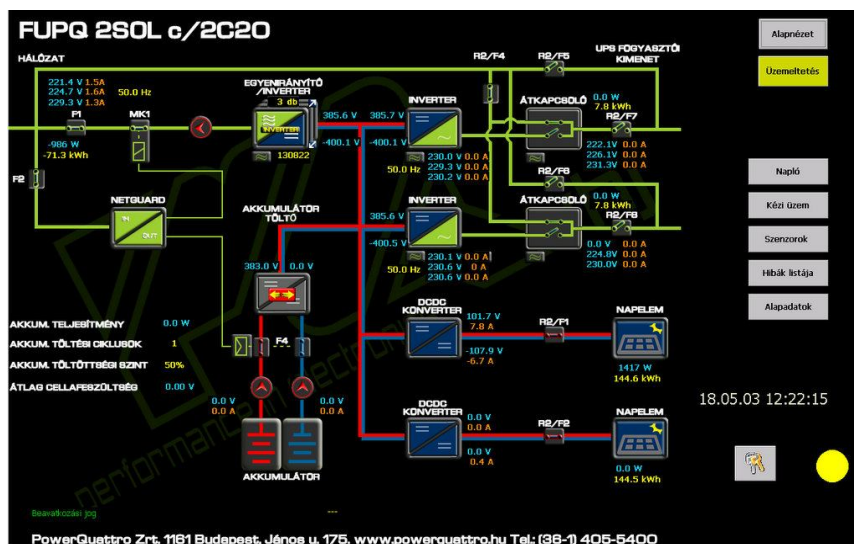 FUPQ 2SOL c/2C20
Alapnézet
Üzemeltetés
Napló
Kézi üzem
Szenzorok
Hibák listája
Alapadatok
18.05.03 12:22:15
HÁLÓZAT
221.4 V 1.5A
224.7 V 1.6A
229.3 V 1.3A
50.0 Hz
F1
MK1
-986 W
-71.3 kWh
F2
NETGUARD
IN
OUT
EGYENIRÁNYÍTÓ
/INVERTER
3 db
INVERTER
130822
385.6 V
-400.1 V
385.7 V
-400.1 V
INVERTER
50.0 Hz
230.0 V 0.0 A
229.3 V 0.0 A
230.2 V 0.0 A
R2/F4
R2/F5
UPS FOGYASZTÓI
KIMENET
ÁTKAPCSOLÓ
0.0 W
7.8 kWh
R2/F7
222.1V 0.0 A
226.1V 0.0 A
231.3V 0.0 A
R2/F6
385.6 V
-400.5 V
INVERTER
50.0 Hz
230.1 V 0.0 A
230.6 V 0 A
230.6 V 0.0 A
ÁTKAPCSOLÓ
0.0 W
7.8 kWh
R2/F8
0.0 V 0.0 A
224.8V 0.0 A
230.0V 0.0 A
AKKUMULÁTOR
TÖLTŐ
383.0 V 0.0 V
F4
AKKUM. TELJESÍTMÉNY 0.0 W
AKKUM. TÖLTÉSI CIKLUSOK 1
AKKUM. TÖLTÖTTSÉGI SZINT 50%
ÁTLAG CELLAFESZÜLTSÉG 0.00 V
0.0 V
0.0 A
0.0 V
0.0 A
AKKUMULÁTOR
DCDC
KONVERTER
101.7 V
7.8 A
-107.9 V
-6.7 A
R2/F1
NAPELEM
1417 W
144.6 kWh
DCDC
KONVERTER
0.0 V
0.0 A
0.0 V
0.4 A
R2/F2
NAPELEM
0.0 W
144.5 kWh
performance in electronics
Beavatkozási jog
---
PowerQuattro Zrt. 1161 Budapest, János u. 175. www.powerquattro.hu Tel.: (36-1) 405-5400